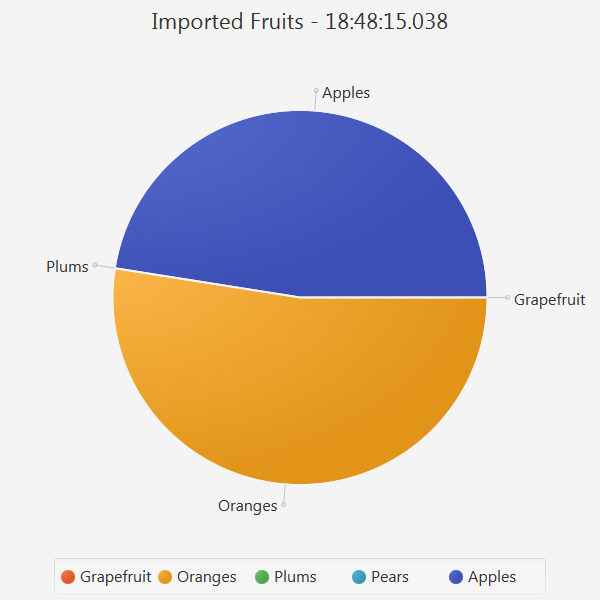 Imported Fruits - 18:48:15.038
Apples
Plums
Grapefruit
Oranges
Grapefruit Oranges Plums Pears Apples